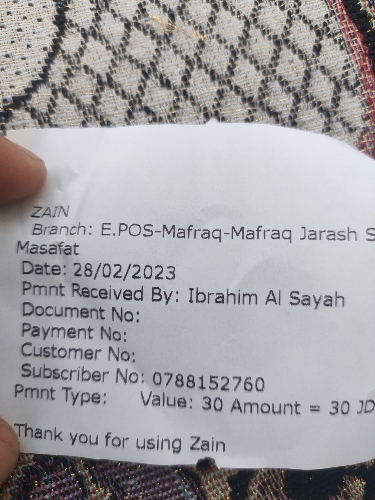 ZAIN
Branch: E.POS-Mafraq-Mafraq Jarash S
Masafat
Date: 28/02/2023
Pmnt Received By: Ibrahim Al Sayah
Document No:
Payment No:
Customer No:
Subscriber No: 0788152760
Pmnt Type: Value: 30 Amount = 30 JD
Thank you for using Zain